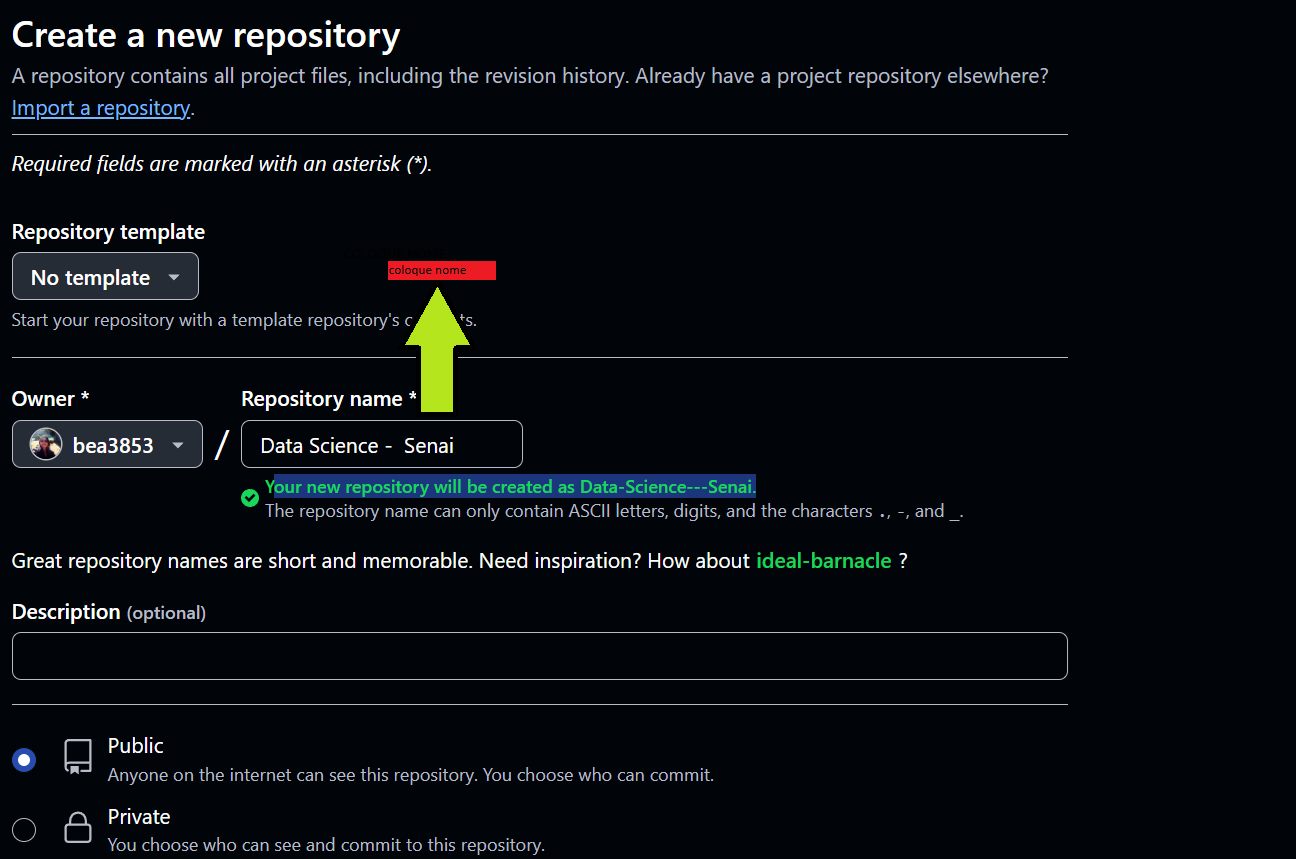 Create a new repository
A repository contains all project files, including the revision history. Already have a project repository elsewhere?
Import a repository.
Required fields are marked with an asterisk (*).
Repository template
No template
coloque nome
Start your repository with a template repository's c ts.
Owner *
Repository name *
bea3853
/
Data Science -  Senai
Your new repository will be created as Data-Science---Senai.
The repository name can only contain ASCII letters, digits, and the characters ., -, and _.
Great repository names are short and memorable. Need inspiration? How about ideal-barnacle ?
Description (optional)
Public
Anyone on the internet can see this repository. You choose who can commit.
Private
You choose who can see and commit to this repository.